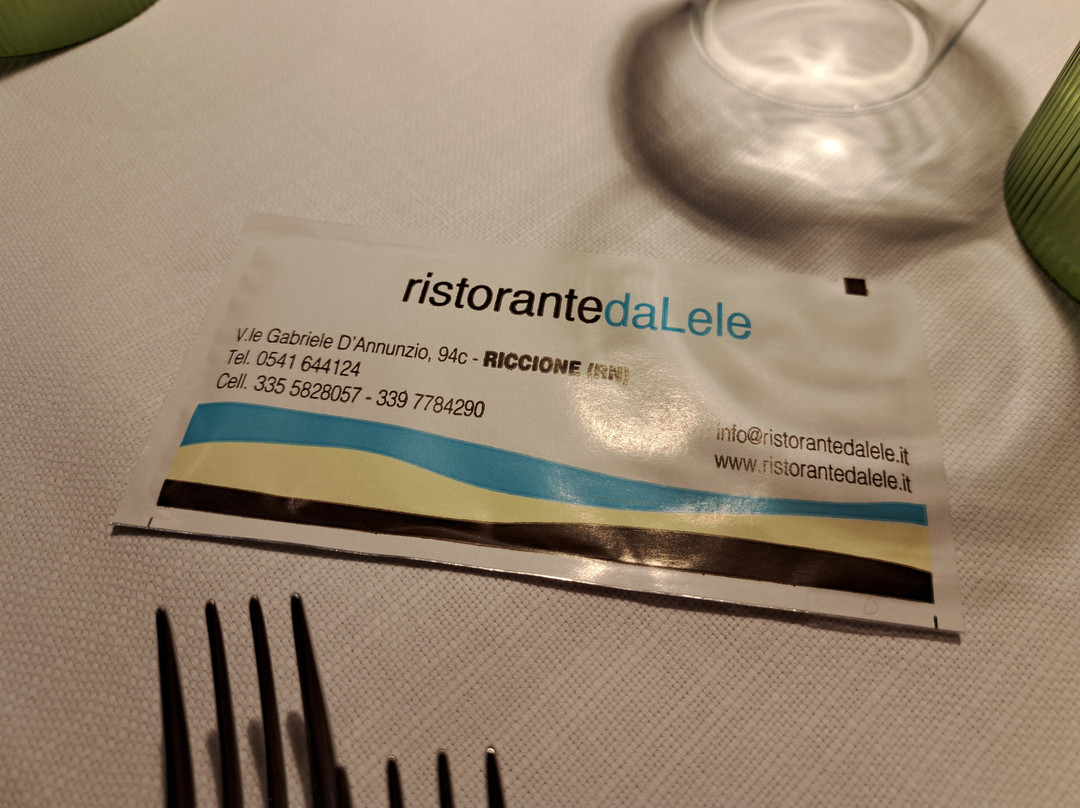 ristorantedaLele
V.le Gabriele D'Annunzio, 94c - RICCIONE (RN)
Tel. 0541 644124
Cell. 335 5828057 - 339 7784290
info@ristorantedalele.it
www.ristorantedalele.it